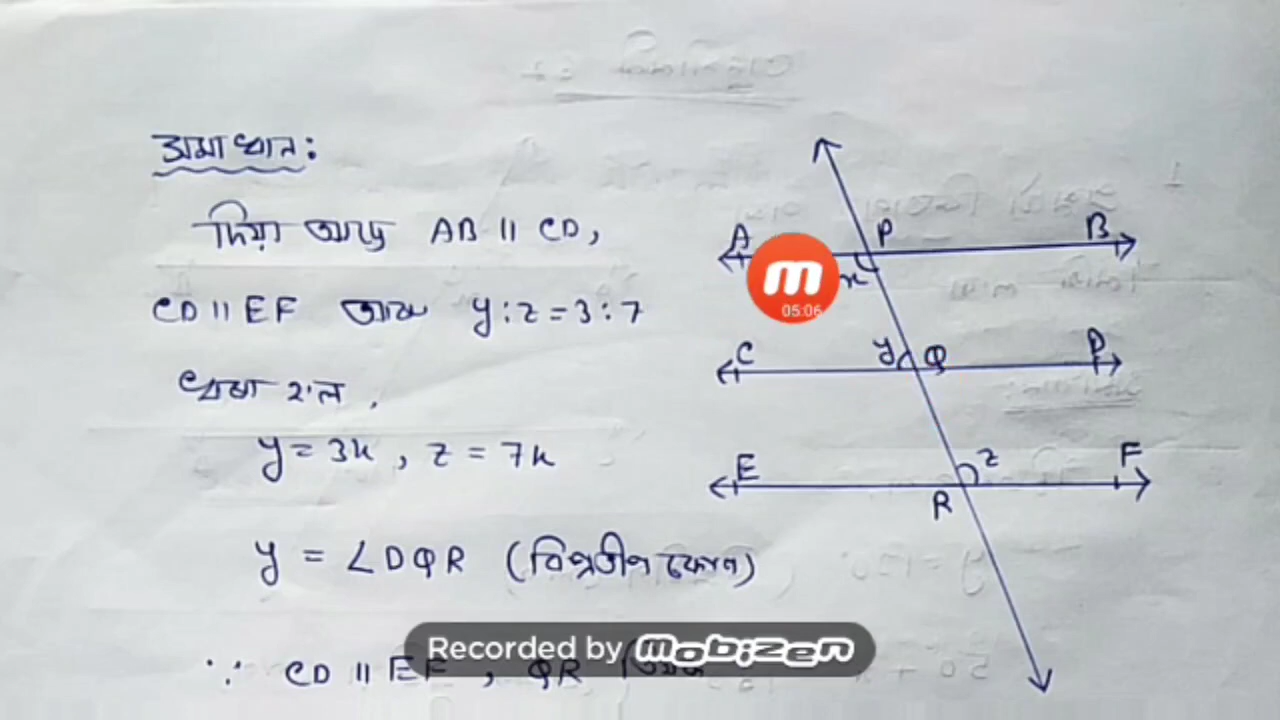 সমাধান:
দিয়া আছে AB || CD,
CD || EF আৰু y : z = 3 : 7
ধৰা হ'ল,
y = 3k, z = 7k
y = ∠DQR (বিপ্রতীপ কোণ)
∵ CD || EF, QR
A P B
x
C y Q D
E z F
R
m
05:06
Recorded by mobizen